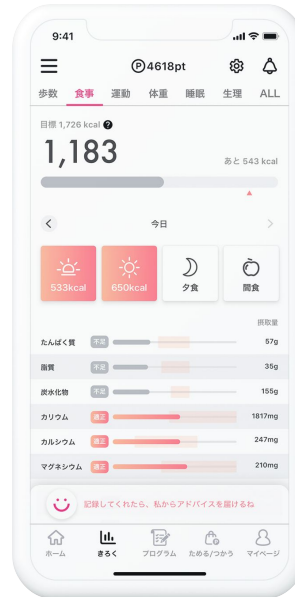 9:41
P 4618pt
歩数 食事 運動 体重 睡眠 生理 ALL
目標 1,726 kcal ?
1,183
あと 543 kcal
今日
533kcal 650kcal 夕食 間食
摂取量
たんぱく質 不足 57g
脂質 不足 35g
炭水化物 不足 155g
カリウム 適正 1817mg
カルシウム 適正 247mg
マグネシウム 適正 210mg
記録してくれたら、私からアドバイスを届けるね
ホーム きろく プログラム ためる/つかう マイページ